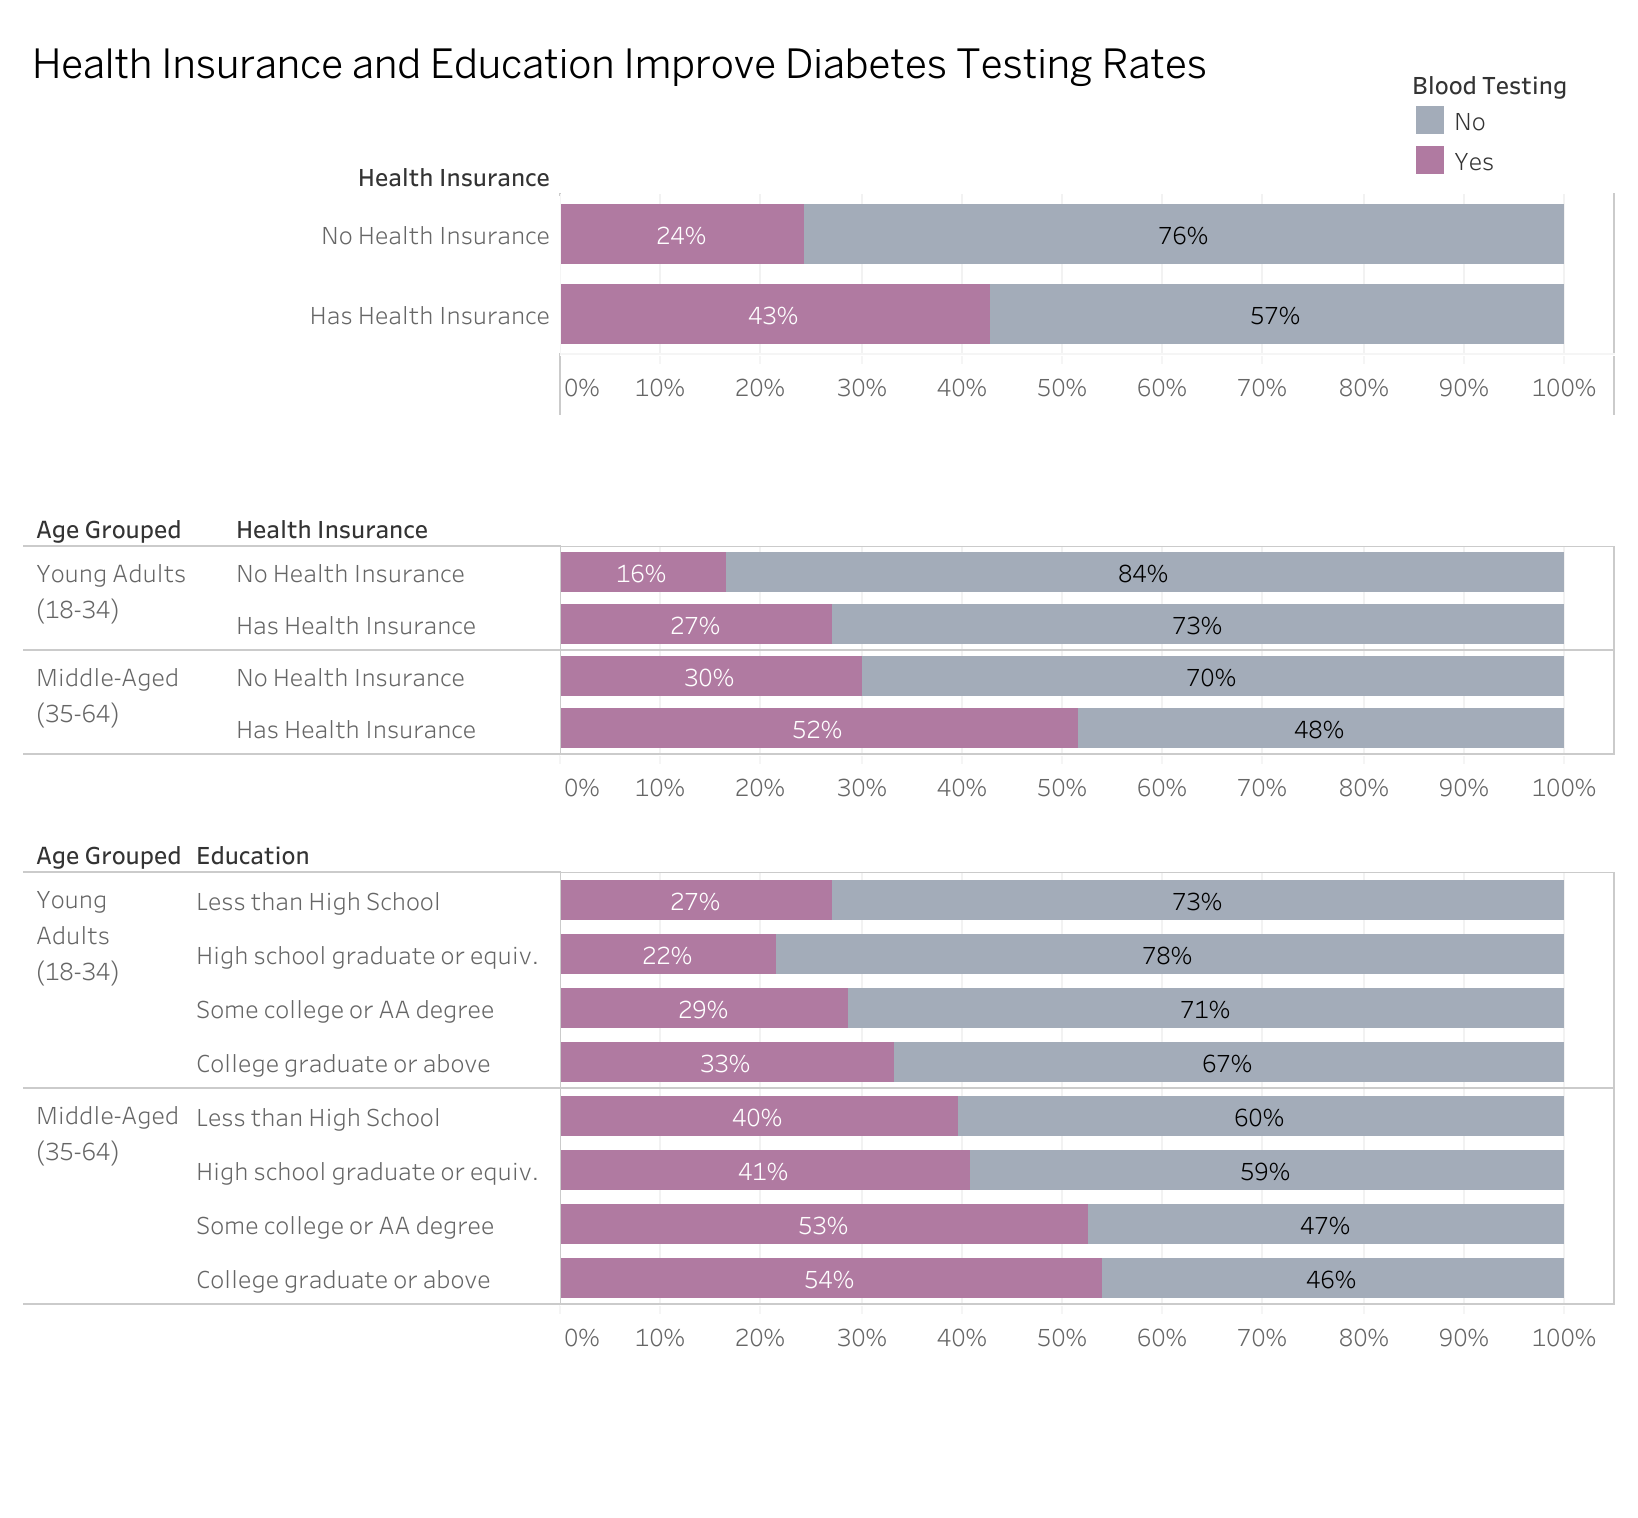 Health Insurance and Education Improve Diabetes Testing Rates
Blood Testing
No
Yes
Health Insurance
No Health Insurance 24% 76%
Has Health Insurance 43% 57%
0% 10% 20% 30% 40% 50% 60% 70% 80% 90% 100%
Age Grouped Health Insurance
Young Adults No Health Insurance 16% 84%
(18-34)
Has Health Insurance 27% 73%
Middle-Aged No Health Insurance 30% 70%
(35-64)
Has Health Insurance 52% 48%
0% 10% 20% 30% 40% 50% 60% 70% 80% 90% 100%
Age Grouped Education
Young Less than High School 27% 73%
Adults
(18-34)
High school graduate or equiv. 22% 78%
Some college or AA degree 29% 71%
College graduate or above 33% 67%
Middle-Aged Less than High School 40% 60%
(35-64)
High school graduate or equiv. 41% 59%
Some college or AA degree 53% 47%
College graduate or above 54% 46%
0% 10% 20% 30% 40% 50% 60% 70% 80% 90% 100%